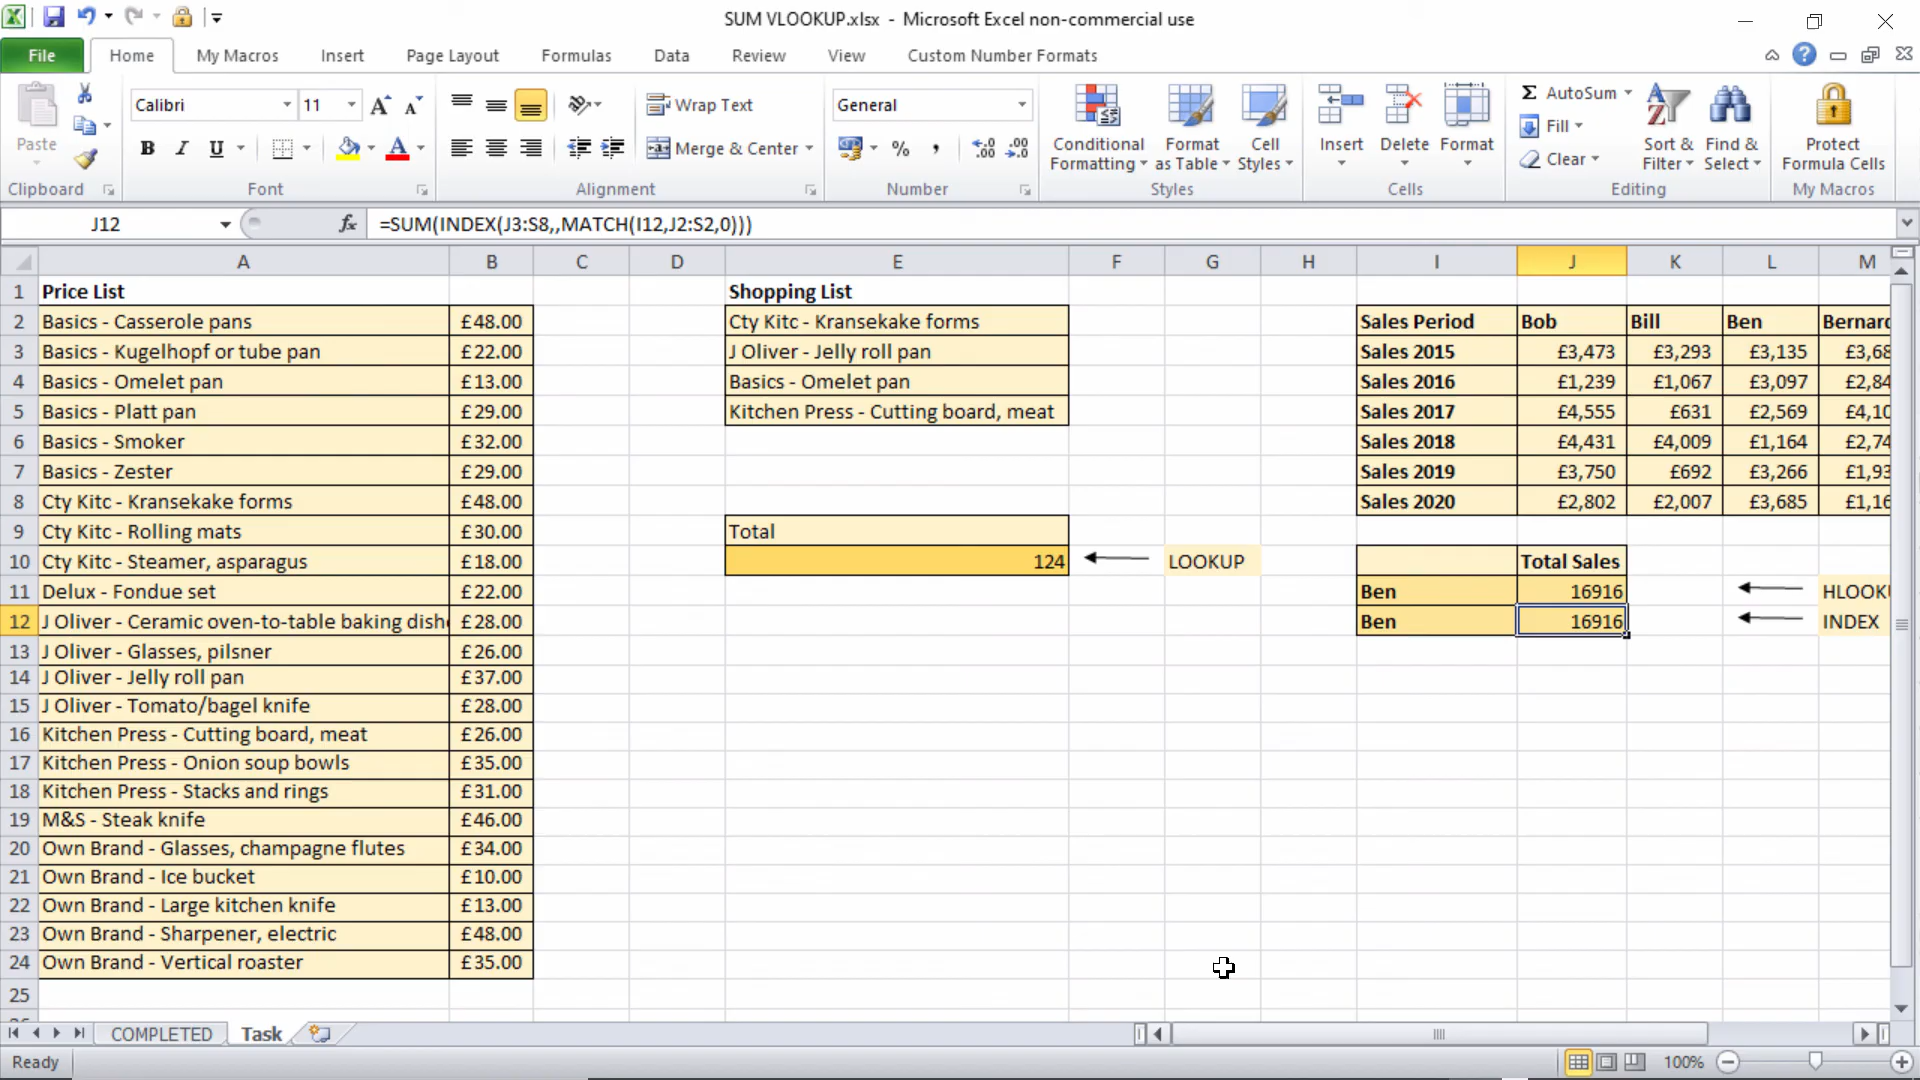 SUM VLOOKUP.xlsx - Microsoft Excel non-commercial use
File Home My Macros Insert Page Layout Formulas Data Review View Custom Number Formats
Calibri 11 Wrap Text General AutoSum
Paste B I U Merge & Center % , Conditional Formatting Format as Table Cell Styles Insert Delete Format Fill Clear Sort & Filter Find & Select Protect Formula Cells
Clipboard Font Alignment Number Styles Cells Editing My Macros
J12 fx =SUM(INDEX(J3:S8,,MATCH(I12,J2:S2,0)))
A B C D E F G H I J K L M
1 Price List Shopping List
2 Basics - Casserole pans £48.00 Cty Kitc - Kransekake forms Sales Period Bob Bill Ben Bernard
3 Basics - Kugelhopf or tube pan £22.00 J Oliver - Jelly roll pan Sales 2015 £3,473 £3,293 £3,135 £3,68
4 Basics - Omelet pan £13.00 Basics - Omelet pan Sales 2016 £1,239 £1,067 £3,097 £2,84
5 Basics - Platt pan £29.00 Kitchen Press - Cutting board, meat Sales 2017 £4,555 £631 £2,569 £4,10
6 Basics - Smoker £32.00 Sales 2018 £4,431 £4,009 £1,164 £2,74
7 Basics - Zester £29.00 Sales 2019 £3,750 £692 £3,266 £1,93
8 Cty Kitc - Kransekake forms £48.00 Sales 2020 £2,802 £2,007 £3,685 £1,16
9 Cty Kitc - Rolling mats £30.00 Total
10 Cty Kitc - Steamer, asparagus £18.00 124 LOOKUP Total Sales
11 Delux - Fondue set £22.00 Ben 16916 HLOOKU
12 J Oliver - Ceramic oven-to-table baking dish £28.00 Ben 16916 INDEX
13 J Oliver - Glasses, pilsner £26.00
14 J Oliver - Jelly roll pan £37.00
15 J Oliver - Tomato/bagel knife £28.00
16 Kitchen Press - Cutting board, meat £26.00
17 Kitchen Press - Onion soup bowls £35.00
18 Kitchen Press - Stacks and rings £31.00
19 M&S - Steak knife £46.00
20 Own Brand - Glasses, champagne flutes £34.00
21 Own Brand - Ice bucket £10.00
22 Own Brand - Large kitchen knife £13.00
23 Own Brand - Sharpener, electric £48.00
24 Own Brand - Vertical roaster £35.00
25
COMPLETED Task
Ready 100%